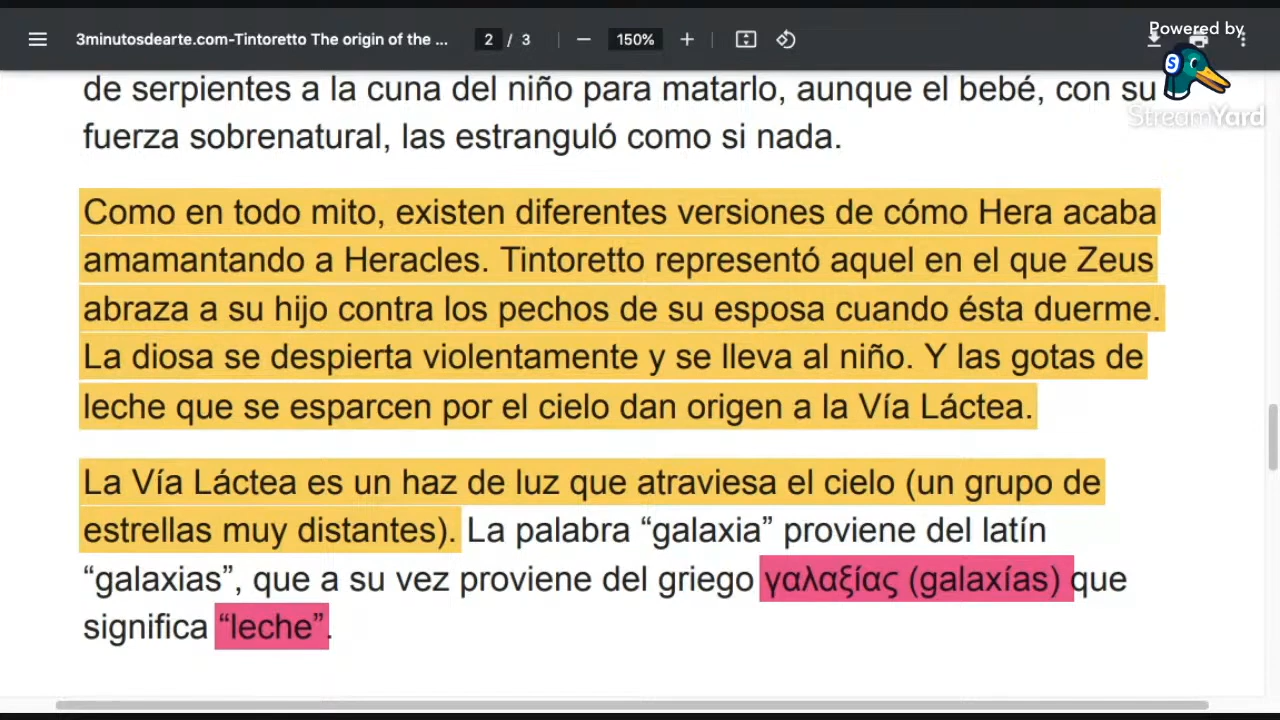 3minutosdearte.com-Tintoretto The origin of the ...
2 / 3
150%
Powered by
StreamYard
de serpientes a la cuna del niño para matarlo, aunque el bebé, con su
fuerza sobrenatural, las estranguló como si nada.
Como en todo mito, existen diferentes versiones de cómo Hera acaba
amamantando a Heracles. Tintoretto representó aquel en el que Zeus
abraza a su hijo contra los pechos de su esposa cuando ésta duerme.
La diosa se despierta violentamente y se lleva al niño. Y las gotas de
leche que se esparcen por el cielo dan origen a la Vía Láctea.
La Vía Láctea es un haz de luz que atraviesa el cielo (un grupo de
estrellas muy distantes). La palabra “galaxia” proviene del latín
“galaxias”, que a su vez proviene del griego γαλαξίας (galaxías) que
significa “leche”.